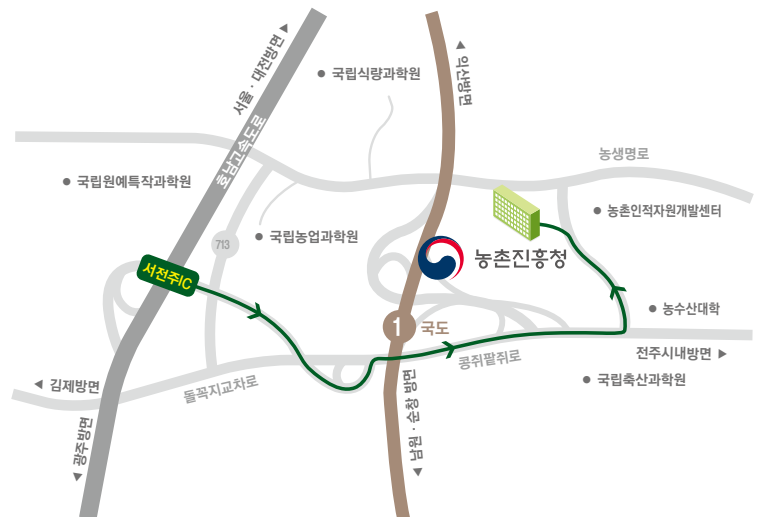 서울 · 대전방면
익산방면
국립식량과학원
호남고속도로
농생명로
국립원예특작과학원
농촌인적자원개발센터
국립농업과학원
713
농촌진흥청
서전주IC
농수산대학
1 국도
전주시내방면
콩쥐팥쥐로
국립축산과학원
김제방면
돌꼭지교차로
남원 · 순창 방면
광주방면